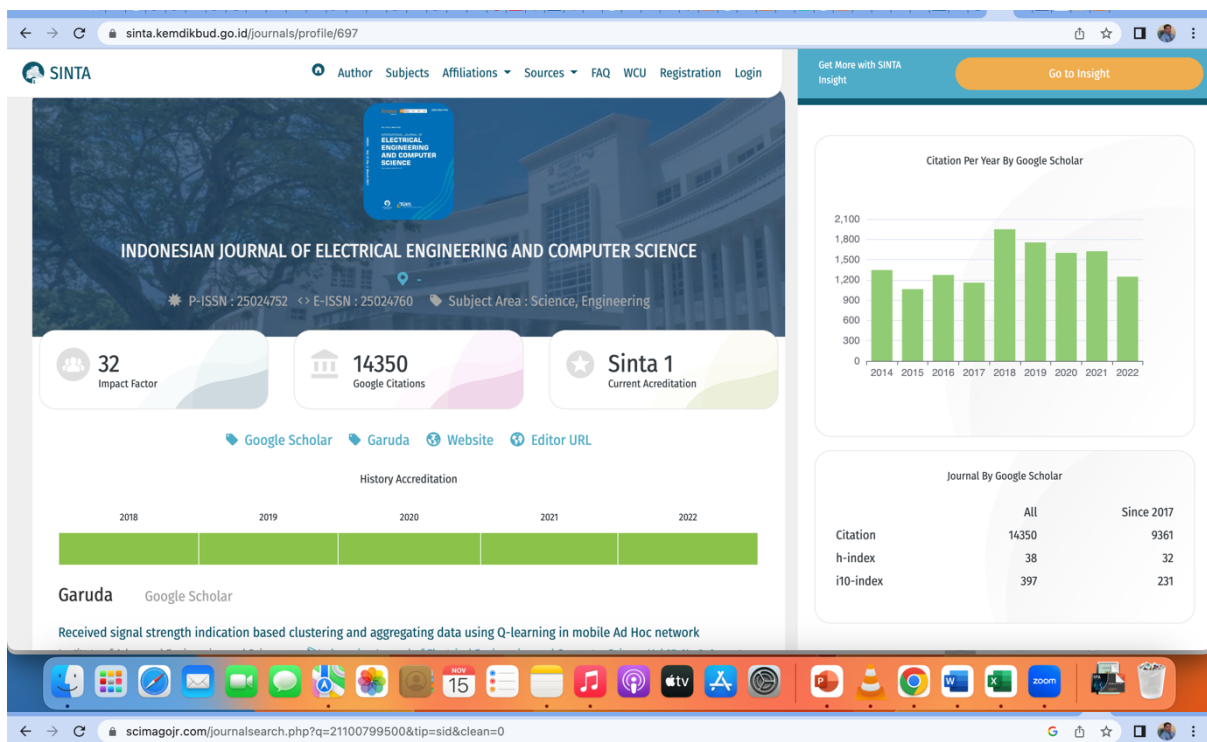 sinta.kemdikbud.go.id/journals/profile/697
SINTA
Author Subjects Affiliations Sources FAQ WCU Registration Login
Get More with SINTA
Insight
Go to Insight
ELECTRICAL
ENGINEERING
AND COMPUTER
SCIENCE
INDONESIAN JOURNAL OF ELECTRICAL ENGINEERING AND COMPUTER SCIENCE
-
P-ISSN : 25024752 <> E-ISSN : 25024760 Subject Area : Science, Engineering
32
Impact Factor
14350
Google Citations
Sinta 1
Current Acreditation
Google Scholar Garuda Website Editor URL
History Accreditation
2018 2019 2020 2021 2022
Garuda Google Scholar
Received signal strength indication based clustering and aggregating data using Q-learning in mobile Ad Hoc network
Citation Per Year By Google Scholar
2,100
1,800
1,500
1,200
900
600
300
0
2014 2015 2016 2017 2018 2019 2020 2021 2022
Journal By Google Scholar
All Since 2017
Citation 14350 9361
h-index 38 32
i10-index 397 231
NOV
15
tv
P
W
X
zoom
scimagojr.com/journalsearch.php?q=21100799500&tip=sid&clean=0